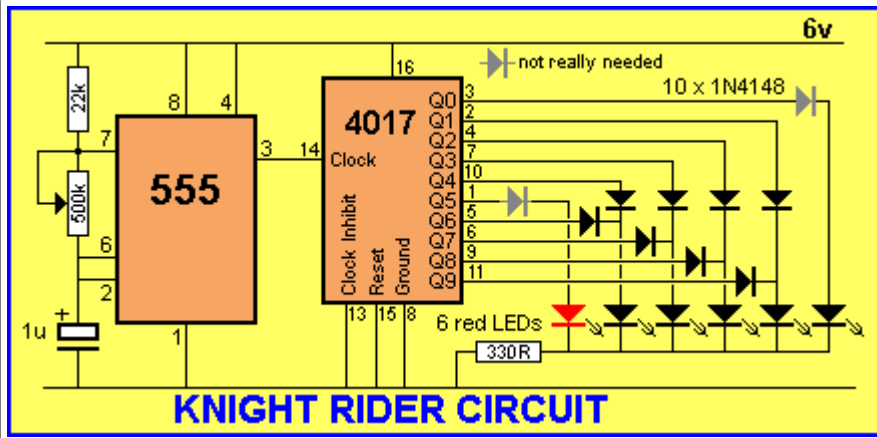 6v
not really needed
16
10 x 1N4148
22k
8
4
7
3
14
555
4017
Clock
Clock Inhibit
Reset
Ground
Q0
3
Q1
2
Q2
4
Q3
7
Q4
10
Q5
1
Q6
5
Q7
6
Q8
9
Q9
11
500k
6
2
+
1u
1
13
15
8
6 red LEDs
330R
KNIGHT RIDER CIRCUIT